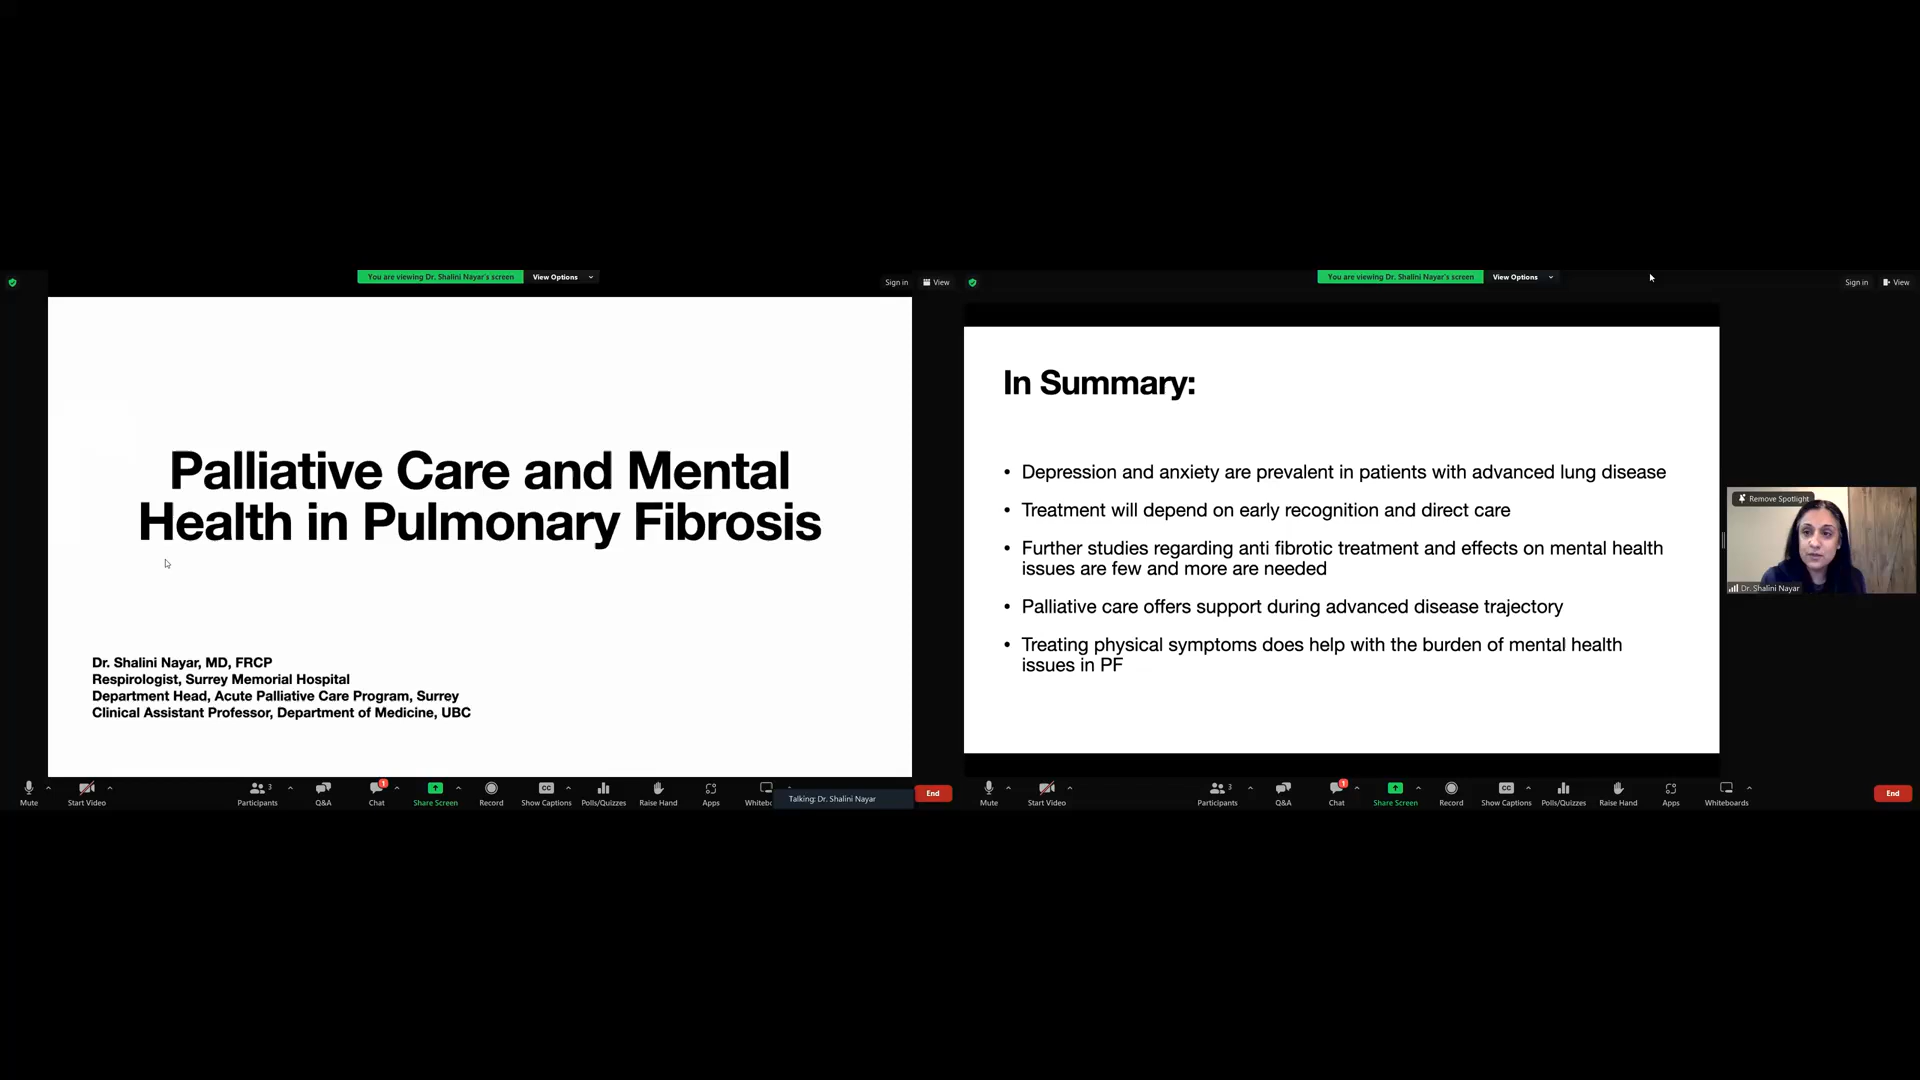 You are viewing Dr. Shalini Nayar's screen
View Options
Sign in
View
Palliative Care and Mental
Health in Pulmonary Fibrosis
Dr. Shalini Nayar, MD, FRCP
Respirologist, Surrey Memorial Hospital
Department Head, Acute Palliative Care Program, Surrey
Clinical Assistant Professor, Department of Medicine, UBC
Mute
Start Video
3
Participants
Q&A
1
Chat
Share Screen
Record
CC
Show Captions
Polls/Quizzes
Raise Hand
Apps
Whiteb
Talking: Dr. Shalini Nayar
End
You are viewing Dr. Shalini Nayar's screen
View Options
Sign in
View
In Summary:
• Depression and anxiety are prevalent in patients with advanced lung disease
• Treatment will depend on early recognition and direct care
• Further studies regarding anti fibrotic treatment and effects on mental health
issues are few and more are needed
• Palliative care offers support during advanced disease trajectory
• Treating physical symptoms does help with the burden of mental health
issues in PF
Remove Spotlight
Dr. Shalini Nayar
Mute
Start Video
3
Participants
Q&A
1
Chat
Share Screen
Record
CC
Show Captions
Polls/Quizzes
Raise Hand
Apps
Whiteboards
End